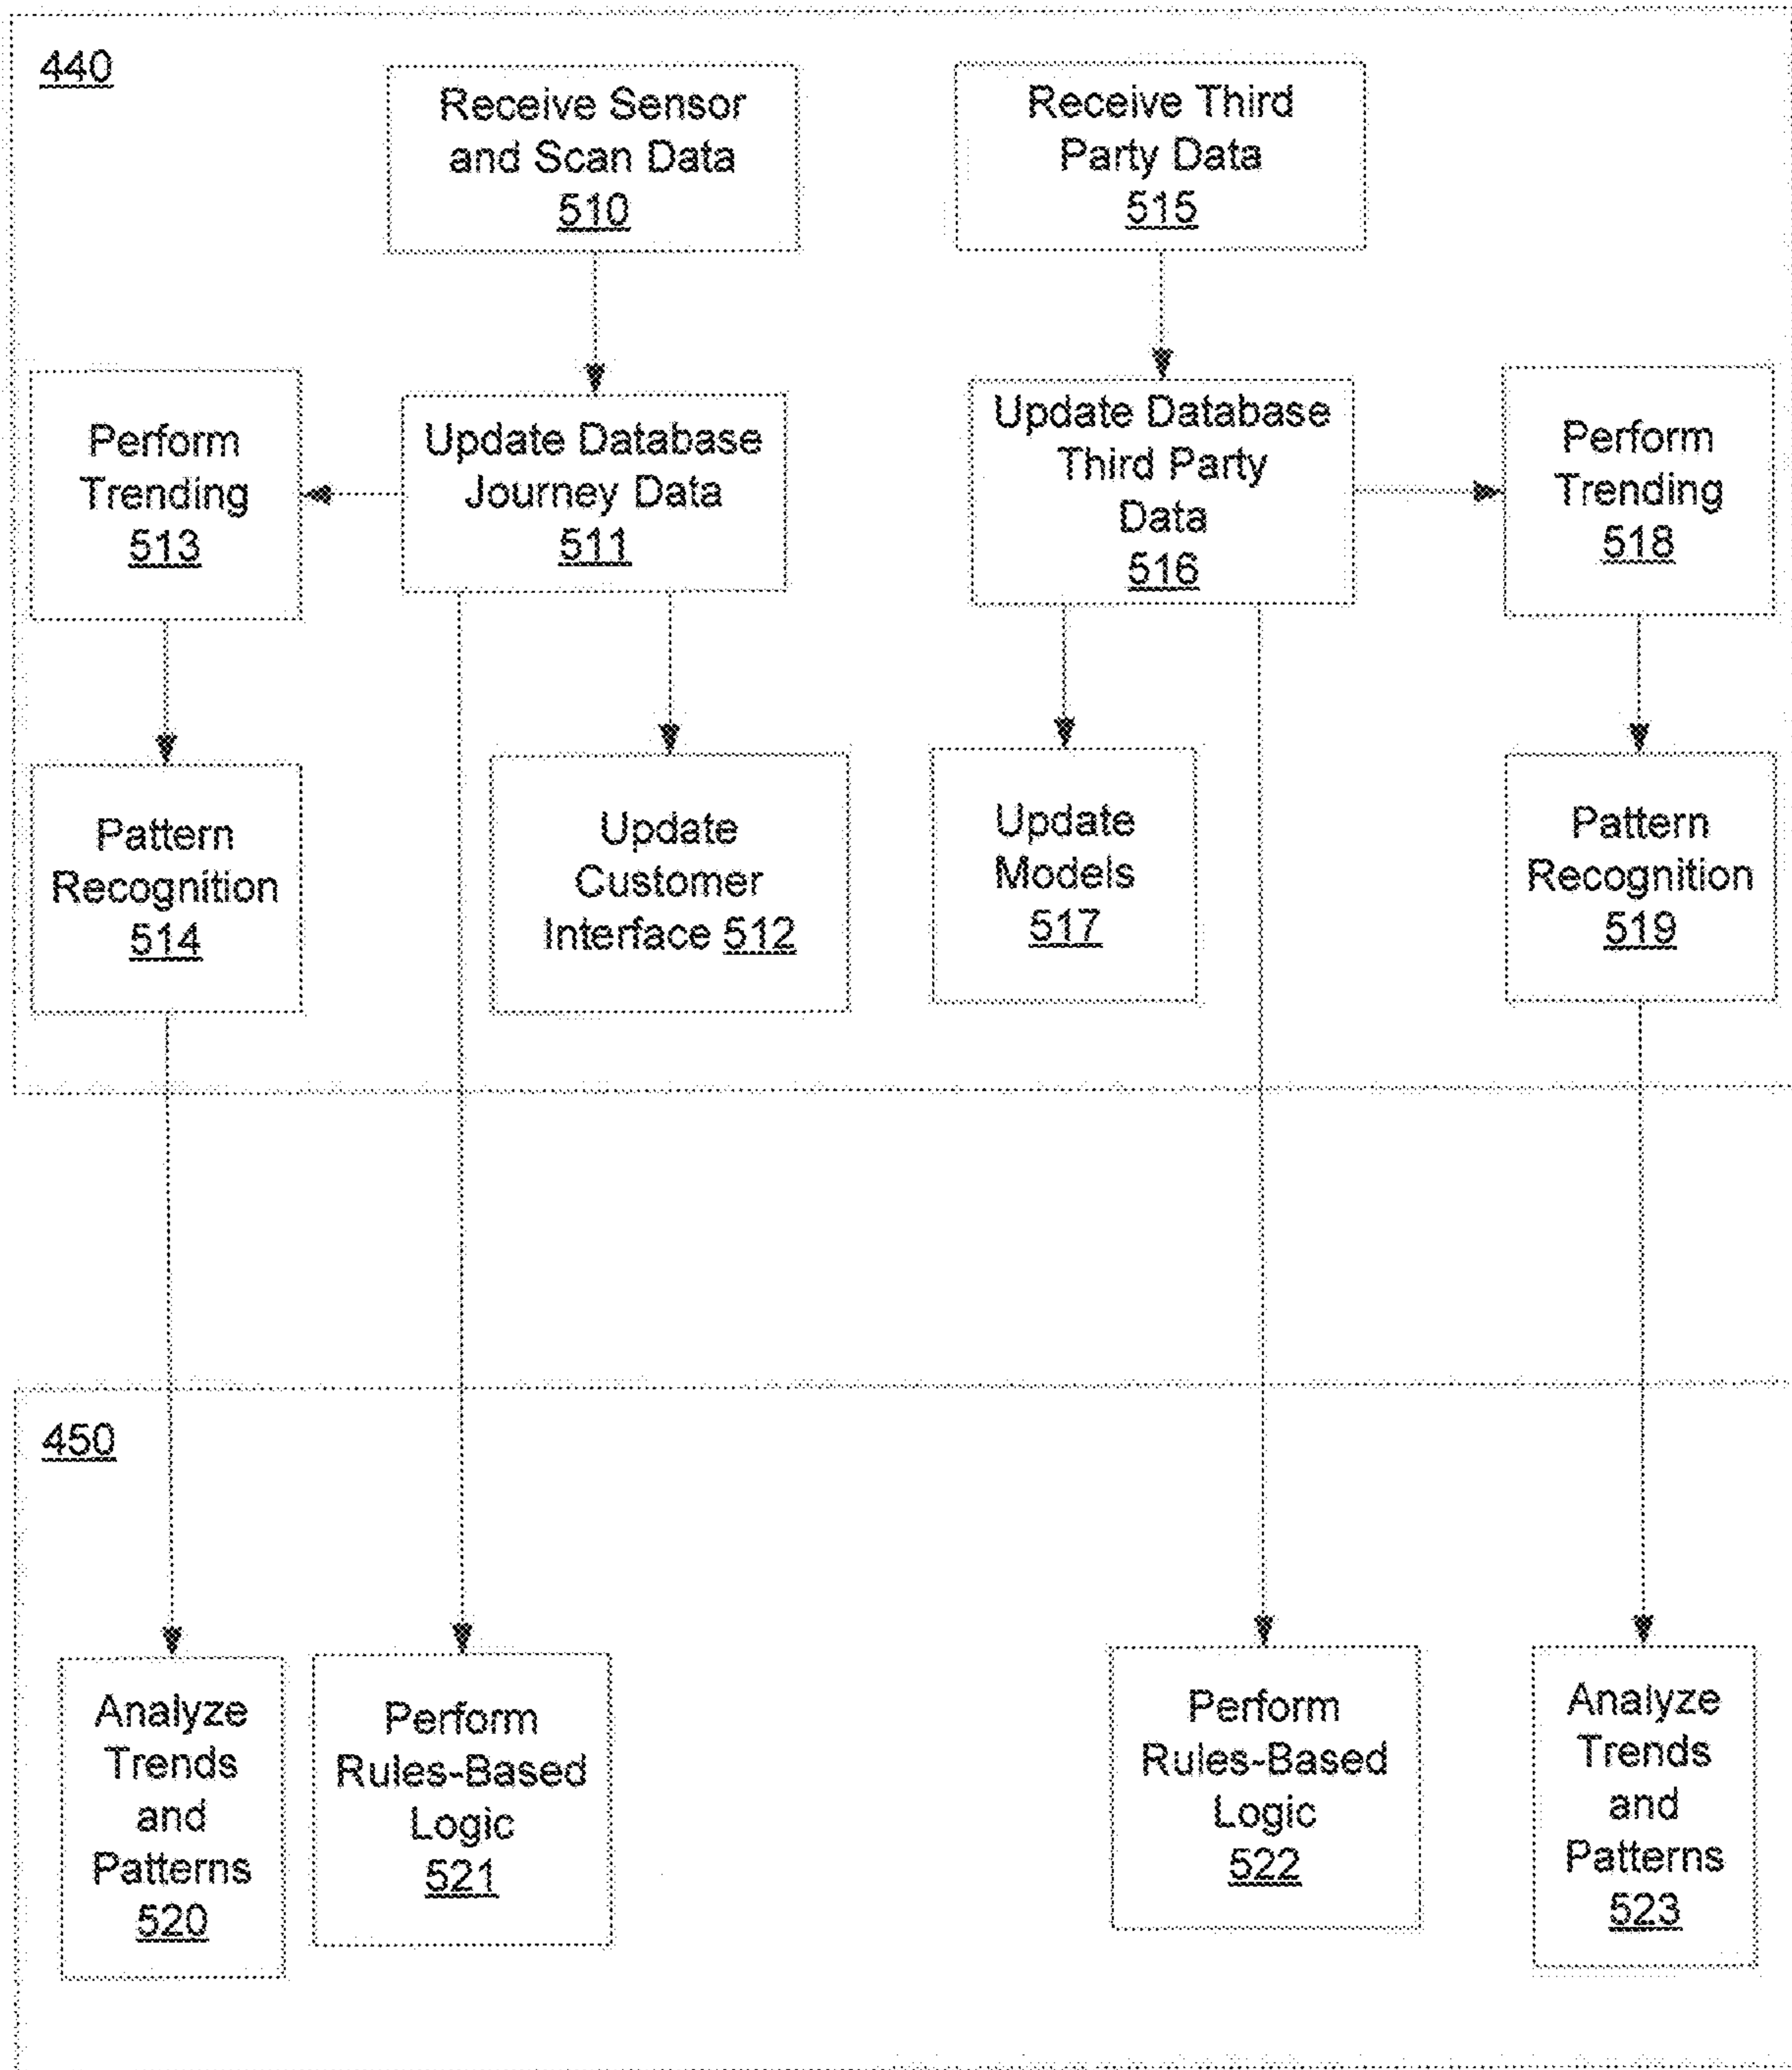 440
Receive Sensor
and Scan Data
510
Receive Third
Party Data
515
Perform
Trending
513
Update Database
Journey Data
511
Update Database
Third Party
Data
516
Perform
Trending
518
Pattern
Recognition
514
Update
Customer
Interface 512
Update
Models
517
Pattern
Recognition
519
450
Analyze
Trends
and
Patterns
520
Perform
Rules-Based
Logic
521
Perform
Rules-Based
Logic
522
Analyze
Trends
and
Patterns
523